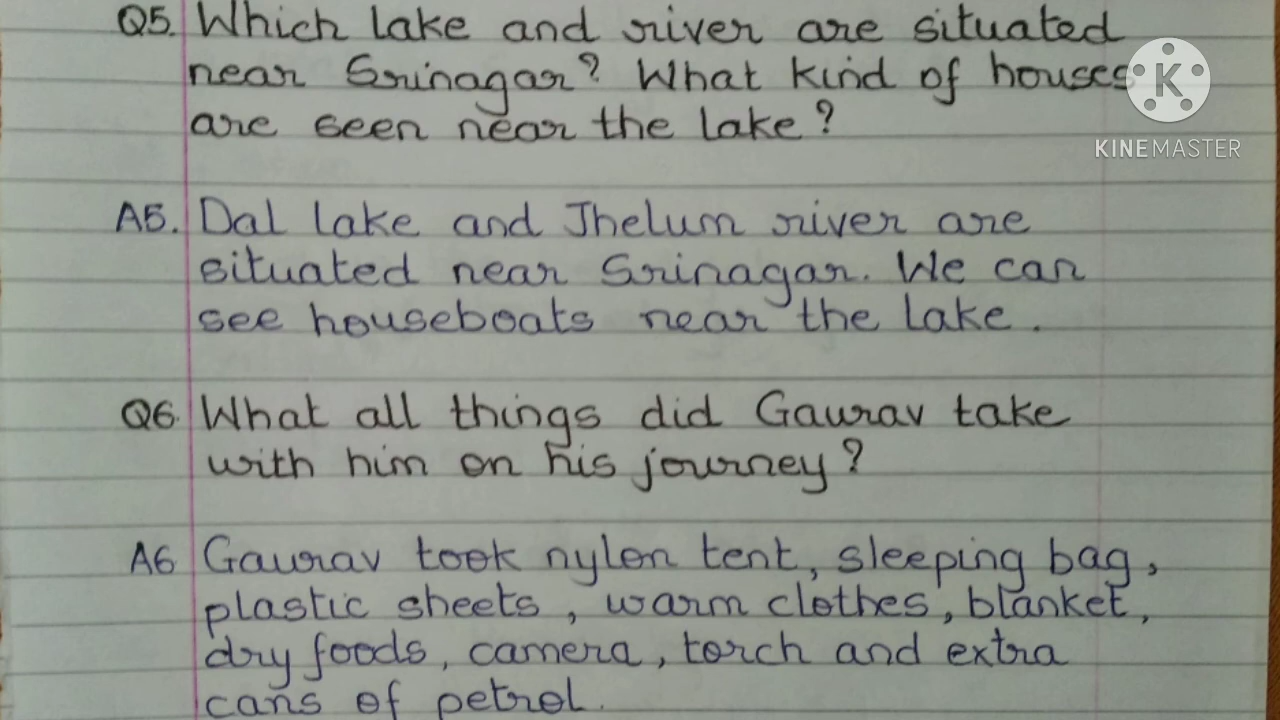 Q5. Which lake and river are situated
near Srinagar? What kind of houses
are seen near the lake?
K
KINEMASTER
A5. Dal lake and Jhelum river are
situated near Srinagar. We can
see houseboats near the lake.
Q6. What all things did Gaurav take
with him on his journey?
A6 Gaurav took nylon tent, sleeping bag,
plastic sheets, warm clothes, blanket,
dry foods, camera, torch and extra
cans of petrol.